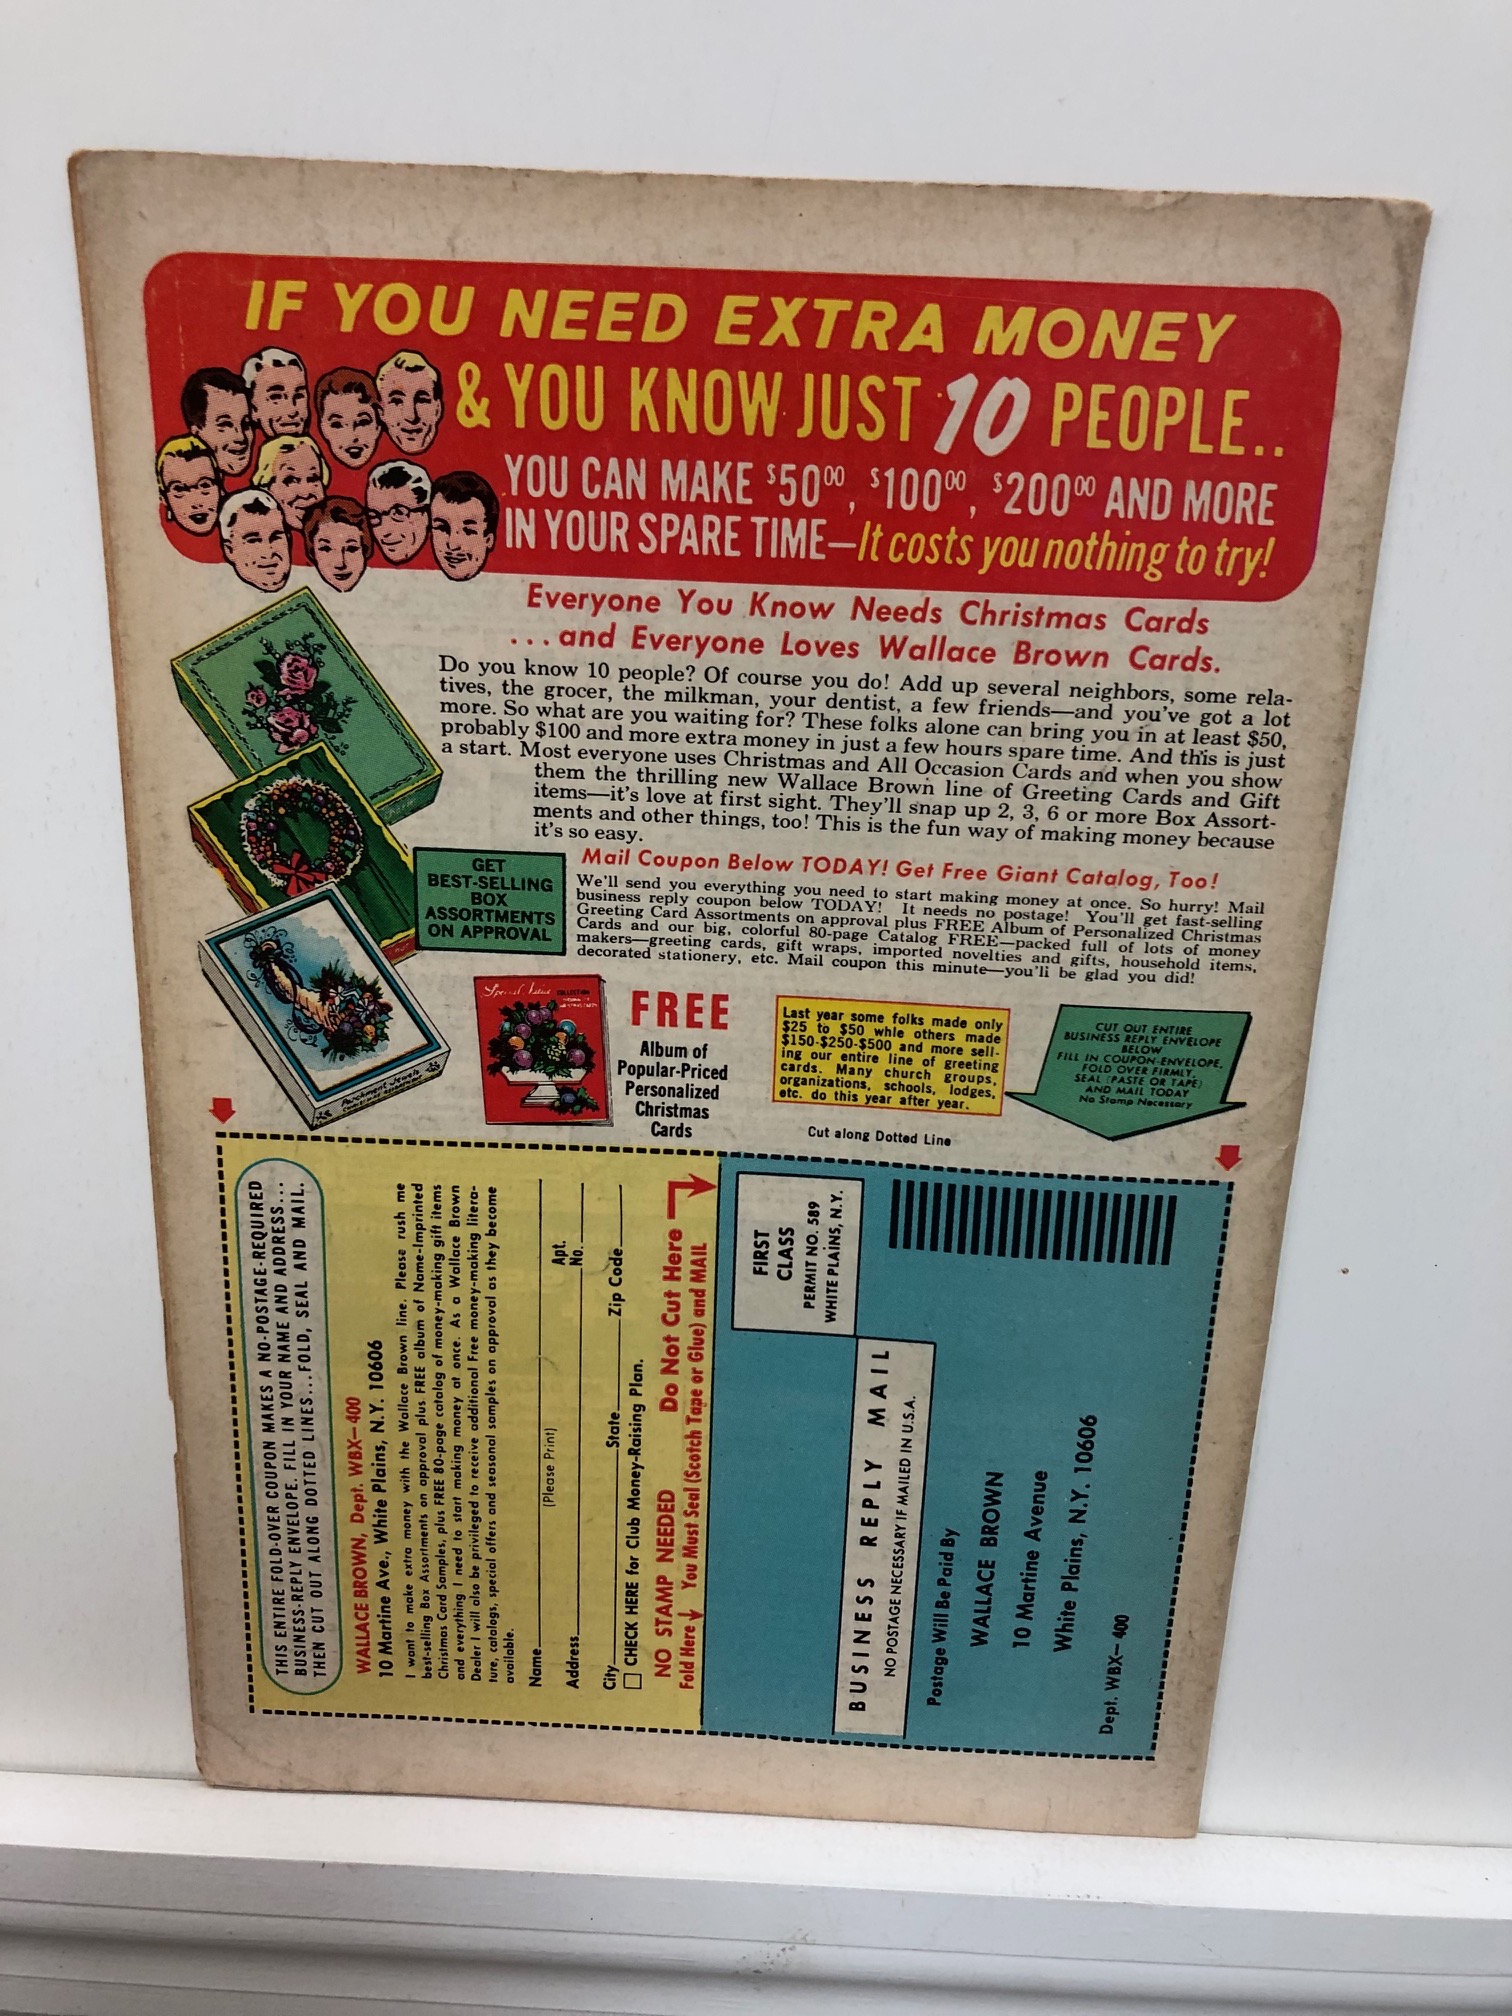 IF YOU NEED EXTRA MONEY
& YOU KNOW JUST 10 PEOPLE..
YOU CAN MAKE $50⁰⁰, $100⁰⁰, $200⁰⁰ AND MORE
IN YOUR SPARE TIME—It costs you nothing to try!
Everyone You Know Needs Christmas Cards
...and Everyone Loves Wallace Brown Cards.
Do you know 10 people? Of course you do! Add up several neighbors, some rela-
tives, the grocer, the milkman, your dentist, a few friends—and you've got a lot
more. So what are you waiting for? These folks alone can bring you in at least $50,
probably $100 and more extra money in just a few hours spare time. And this is just
a start. Most everyone uses Christmas and All Occasion Cards and when you show
them the thrilling new Wallace Brown line of Greeting Cards and Gift
items—it's love at first sight. They'll snap up 2, 3, 6 or more Box Assort-
ments and other things, too! This is the fun way of making money because
it's so easy.
GET
BEST-SELLING
BOX
ASSORTMENTS
ON APPROVAL
Mail Coupon Below TODAY! Get Free Giant Catalog, Too!
We'll send you everything you need to start making money at once. So hurry! Mail
business reply coupon below TODAY! It needs no postage! You'll get fast-selling
Greeting Card Assortments on approval plus FREE Album of Personalized Christmas
Cards and our big, colorful 80-page Catalog FREE—packed full of lots of money
makers—greeting cards, gift wraps, imported novelties and gifts, household items,
decorated stationery, etc. Mail coupon this minute—you'll be glad you did!
Parchment Jewels
Special Issue
COLLECTION
FREE
Album of
Popular-Priced
Personalized
Christmas
Cards
Last year some folks made only
$25 to $50 whle others made
$150-$250-$500 and more sell-
ing our entire line of greeting
cards. Many church groups,
organizations, schools, lodges,
etc. do this year after year.
CUT OUT ENTIRE
BUSINESS REPLY ENVELOPE
BELOW
FILL IN COUPON-ENVELOPE,
FOLD OVER FIRMLY,
SEAL (PASTE OR TAPE)
AND MAIL TODAY
No Stamp Necessary
Cut along Dotted Line
THIS ENTIRE FOLD-OVER COUPON MAKES A NO-POSTAGE-REQUIRED
BUSINESS-REPLY ENVELOPE. FILL IN YOUR NAME AND ADDRESS...
THEN CUT OUT ALONG DOTTED LINES...FOLD, SEAL AND MAIL.
WALLACE BROWN, Dept. WBX—400
10 Martine Ave., White Plains, N.Y. 10606
I want to make extra money with the Wallace Brown line. Please rush me
best-selling Box Assortments on approval plus FREE album of Name-Imprinted
Christmas Card Samples, plus FREE 80-page catalog of money-making gift items
and everything I need to start making money at once. As a Wallace Brown
Dealer I will also be privileged to receive additional Free money-making litera-
ture, catalogs, special offers and seasonal samples on approval as they become
available.
Name
(Please Print)
Address
Apt.
No.
City State Zip Code
CHECK HERE for Club Money-Raising Plan.
NO STAMP NEEDED Do Not Cut Here
Fold Here You Must Seal (Scotch Tape or Glue) and MAIL
FIRST
CLASS
PERMIT NO. 589
WHITE PLAINS, N.Y.
BUSINESS REPLY MAIL
NO POSTAGE NECESSARY IF MAILED IN U.S.A.
Postage Will Be Paid By
WALLACE BROWN
10 Martine Avenue
White Plains, N.Y. 10606
Dept. WBX—400